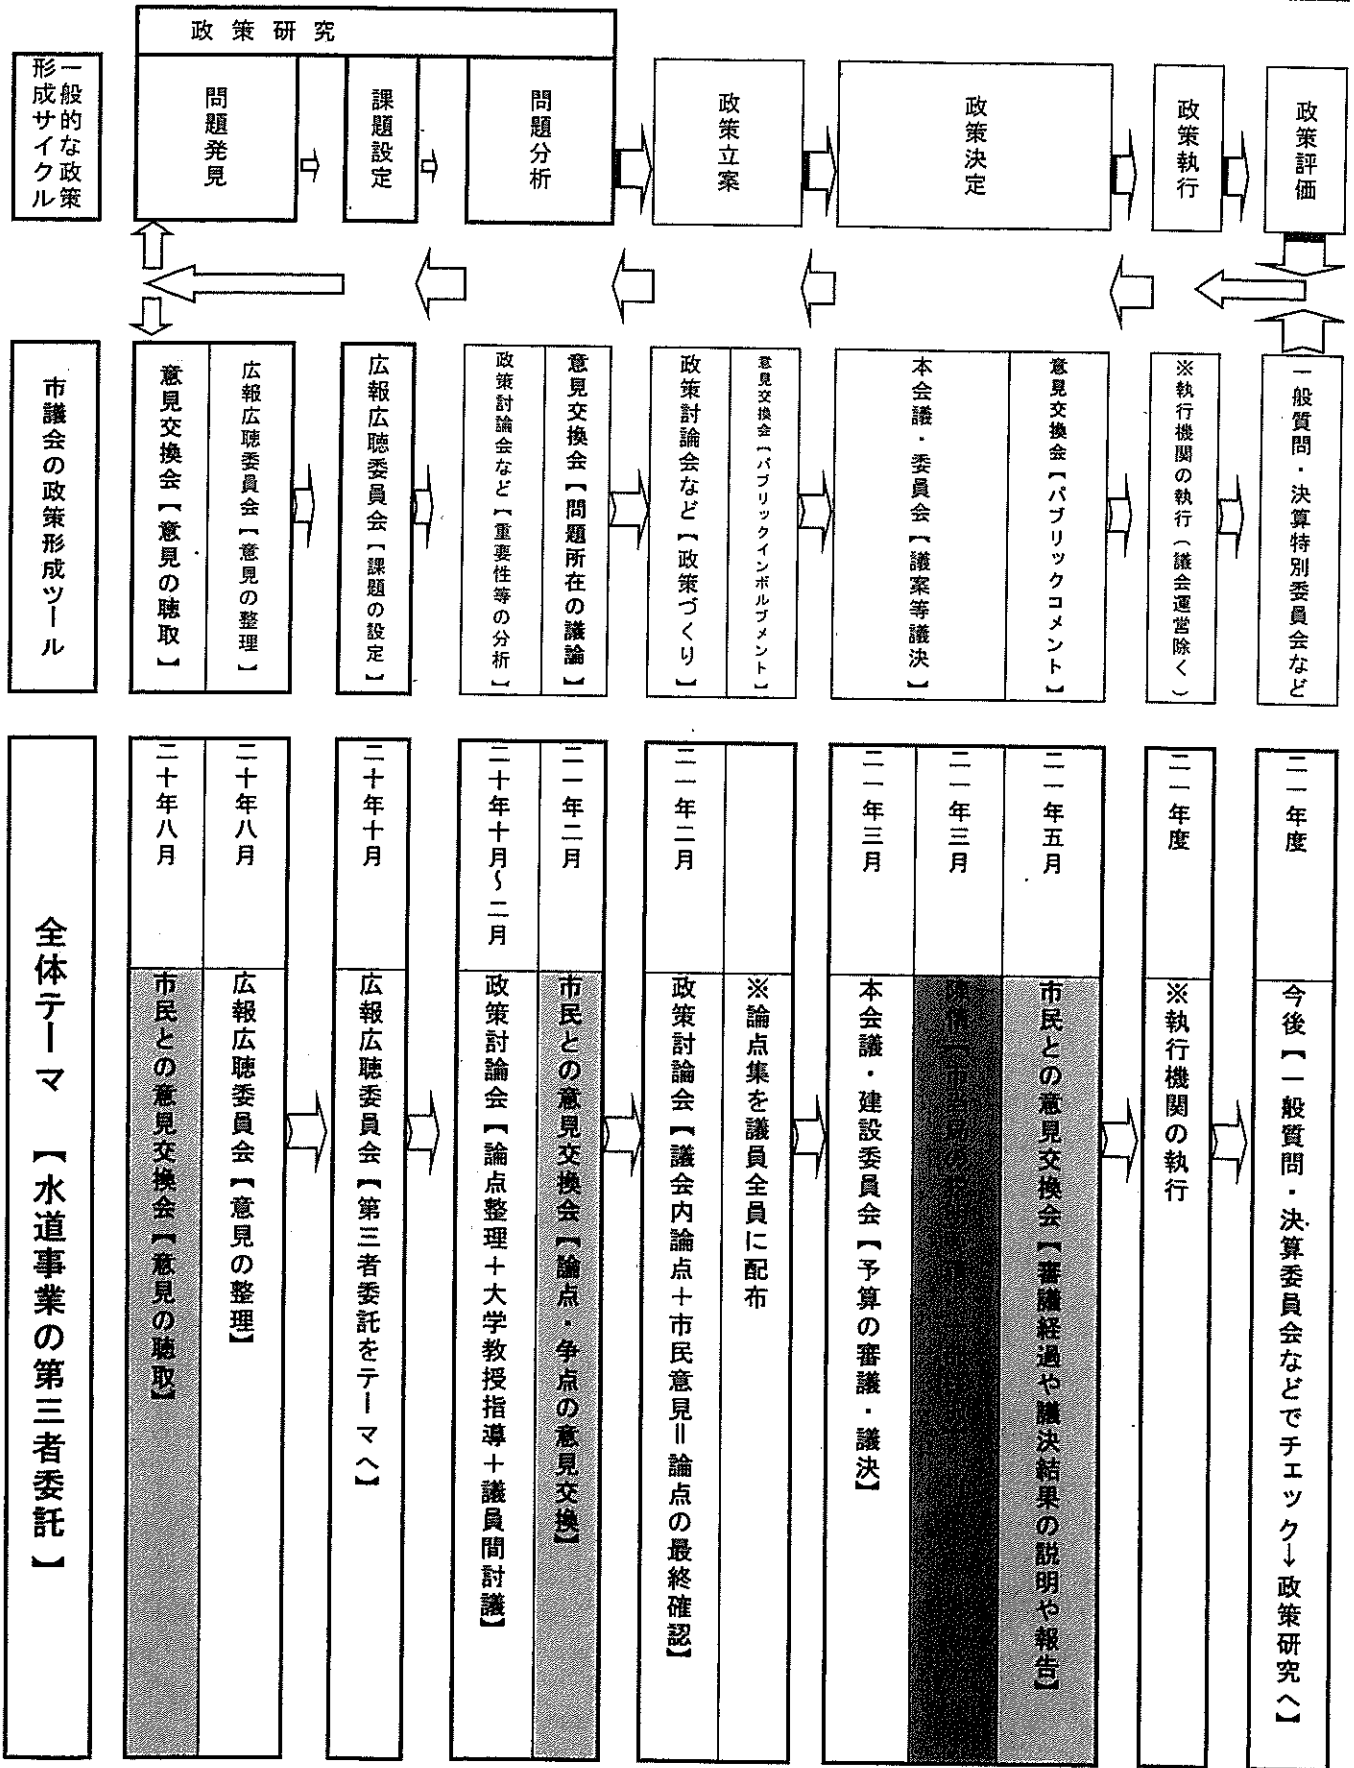 政策研究
一般的な政策
形成サイクル
問題発見
課題設定
問題分析
政策立案
政策決定
政策執行
政策評価
市議会の政策形成ツール
意見交換会【意見の聴取】
広報広聴委員会【意見の整理】
広報広聴委員会【課題の設定】
政策討論会など【重要性等の分析】
意見交換会【問題所在の議論】
政策討論会など【政策づくり】
意見交換会【パブリックインボルブメント】
本会議・委員会【議案等議決】
意見交換会【パブリックコメント】
※執行機関の執行(議会運営除く)
一般質問・決算特別委員会など
全体テーマ 【水道事業の第三者委託】
二十年八月
市民との意見交換会【意見の聴取】
二十年八月
広報広聴委員会【意見の整理】
二十年十月
広報広聴委員会【第三者委託をテーマへ】
二十年十月〜二月
政策討論会【論点整理+大学教授指導+議員間討議】
二一年二月
市民との意見交換会【論点・争点の意見交換】
二一年二月
政策討論会【議会内論点+市民意見=論点の最終確認】
※論点集を議員全員に配布
二一年三月
本会議・建設委員会【予算の審議・議決】
二一年三月
二一年五月
市民との意見交換会【審議経過や議決結果の説明や報告】
二一年度
※執行機関の執行
二一年度
今後【一般質問・決算委員会などでチェック→政策研究へ】